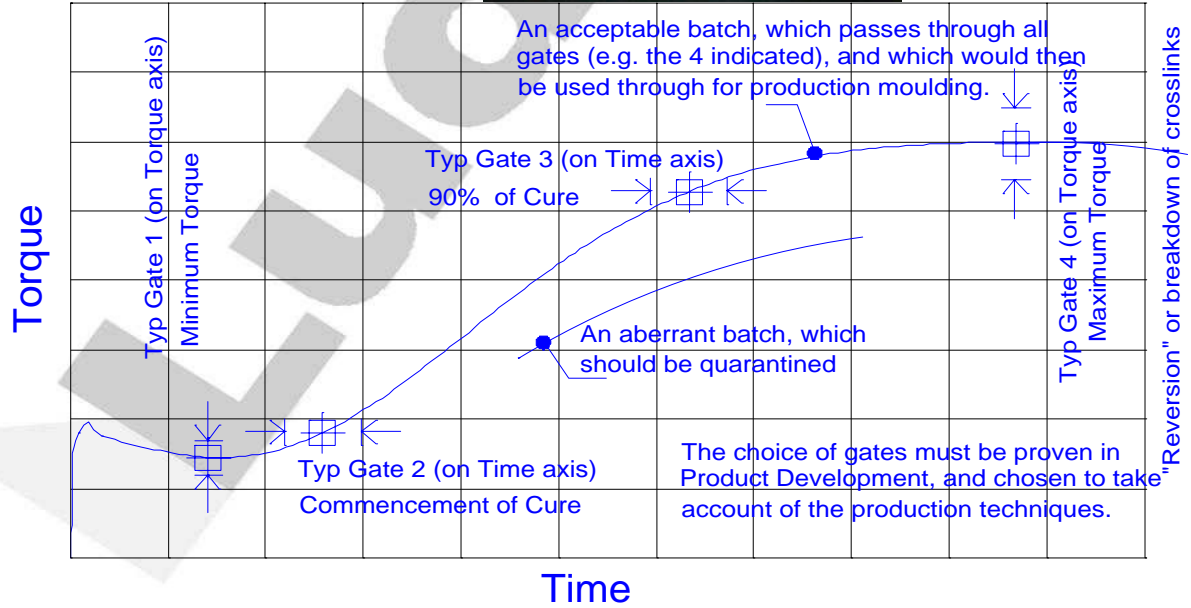 An acceptable batch, which passes through all
gates (e.g. the 4 indicated), and which would then
be used through for production moulding.
Typ Gate 1 (on Torque axis)
Minimum Torque
Typ Gate 3 (on Time axis)
90% of Cure
Typ Gate 4 (on Torque axis)
Maximum Torque
"Reversion" or breakdown of crosslinks
Torque
An aberrant batch, which
should be quarantined
Typ Gate 2 (on Time axis)
Commencement of Cure
The choice of gates must be proven in
Product Development, and chosen to take
account of the production techniques.
Time